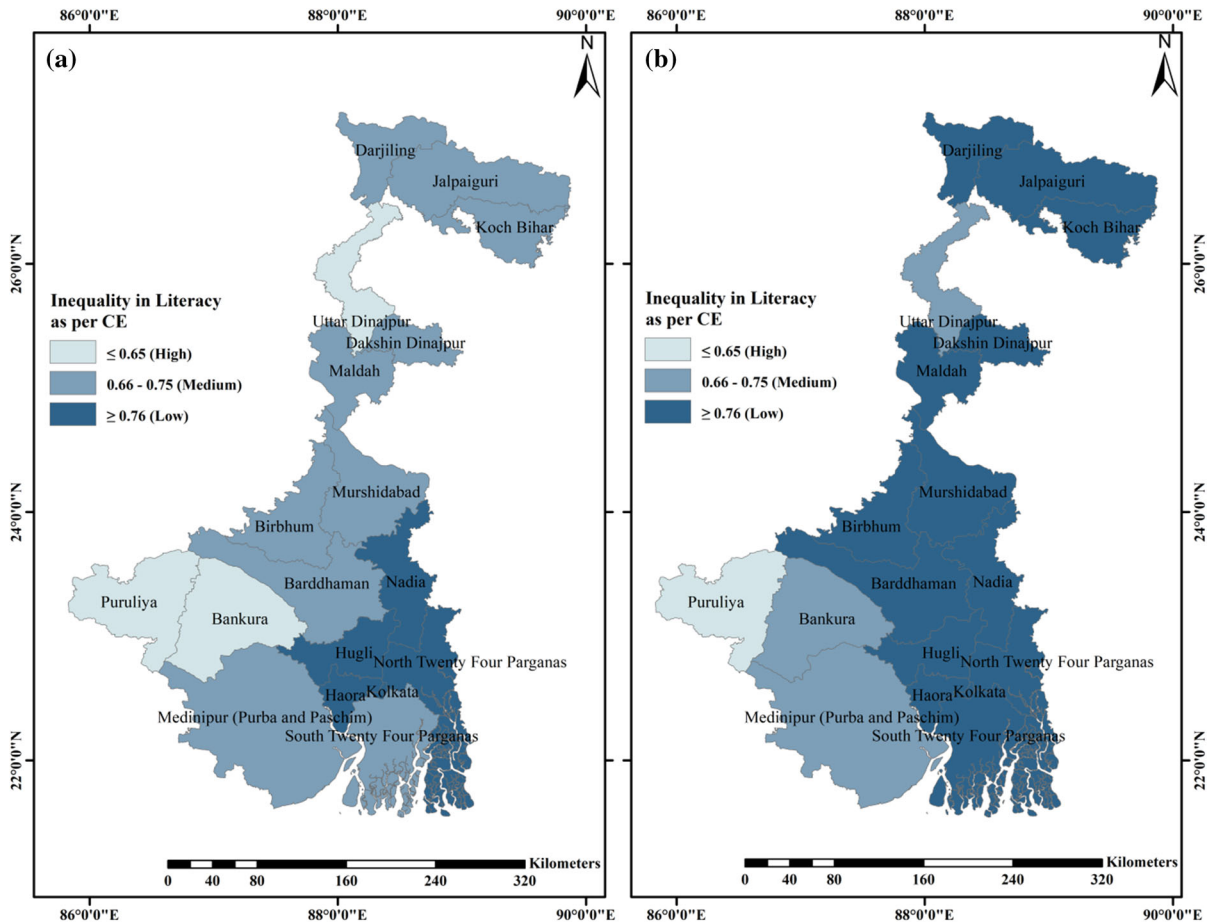 86°0'0"E 88°0'0"E 90°0'0"E 86°0'0"E 88°0'0"E 90°0'0"E
(a)
N
Darjiling
Jalpaiguri
Koch Bihar
26°0'0"N
Inequality in Literacy
as per CE
≤ 0.65 (High)
0.66 - 0.75 (Medium)
≥ 0.76 (Low)
Uttar Dinajpur
Dakshin Dinajpur
Maldah
Murshidabad
24°0'0"N
Birbhum
Barddhaman
Nadia
Puruliya
Bankura
Hugli
North Twenty Four Parganas
Haora
Kolkata
Medinipur (Purba and Paschim)
South Twenty Four Parganas
22°0'0"N
Kilometers
0 40 80 160 240 320
(b)
N
Darjiling
Jalpaiguri
Koch Bihar
26°0'0"N
Inequality in Literacy
as per CE
≤ 0.65 (High)
0.66 - 0.75 (Medium)
≥ 0.76 (Low)
Uttar Dinajpur
Dakshin Dinajpur
Maldah
Murshidabad
24°0'0"N
Birbhum
Barddhaman
Nadia
Puruliya
Bankura
Hugli
North Twenty Four Parganas
Haora
Kolkata
Medinipur (Purba and Paschim)
South Twenty Four Parganas
22°0'0"N
Kilometers
0 40 80 160 240 320
86°0'0"E 88°0'0"E 90°0'0"E 86°0'0"E 88°0'0"E 90°0'0"E